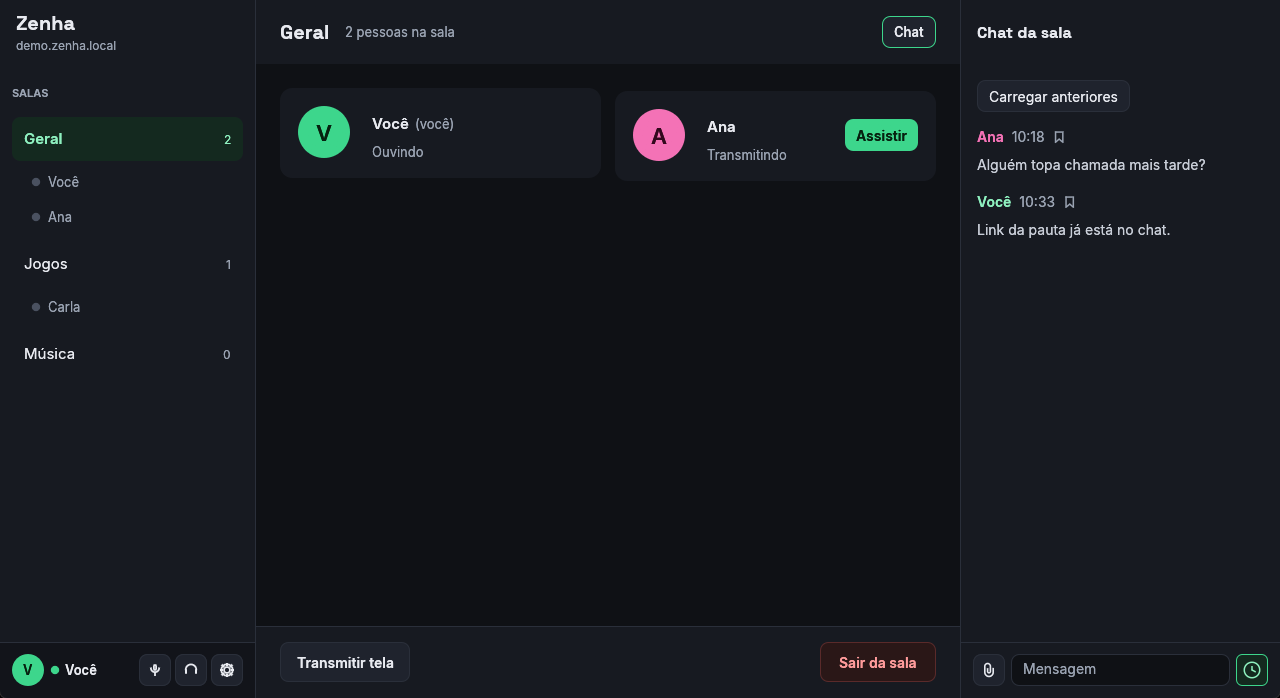 Zenha
demo.zenha.local
SALAS
Geral 2
Você
Ana
Jogos 1
Carla
Música 0
V Você
Geral 2 pessoas na sala Chat
V Você (você)
Ouvindo
A Ana
Transmitindo
Assistir
Transmitir tela
Sair da sala
Chat da sala
Carregar anteriores
Ana 10:18
Alguém topa chamada mais tarde?
Você 10:33
Link da pauta já está no chat.
Mensagem